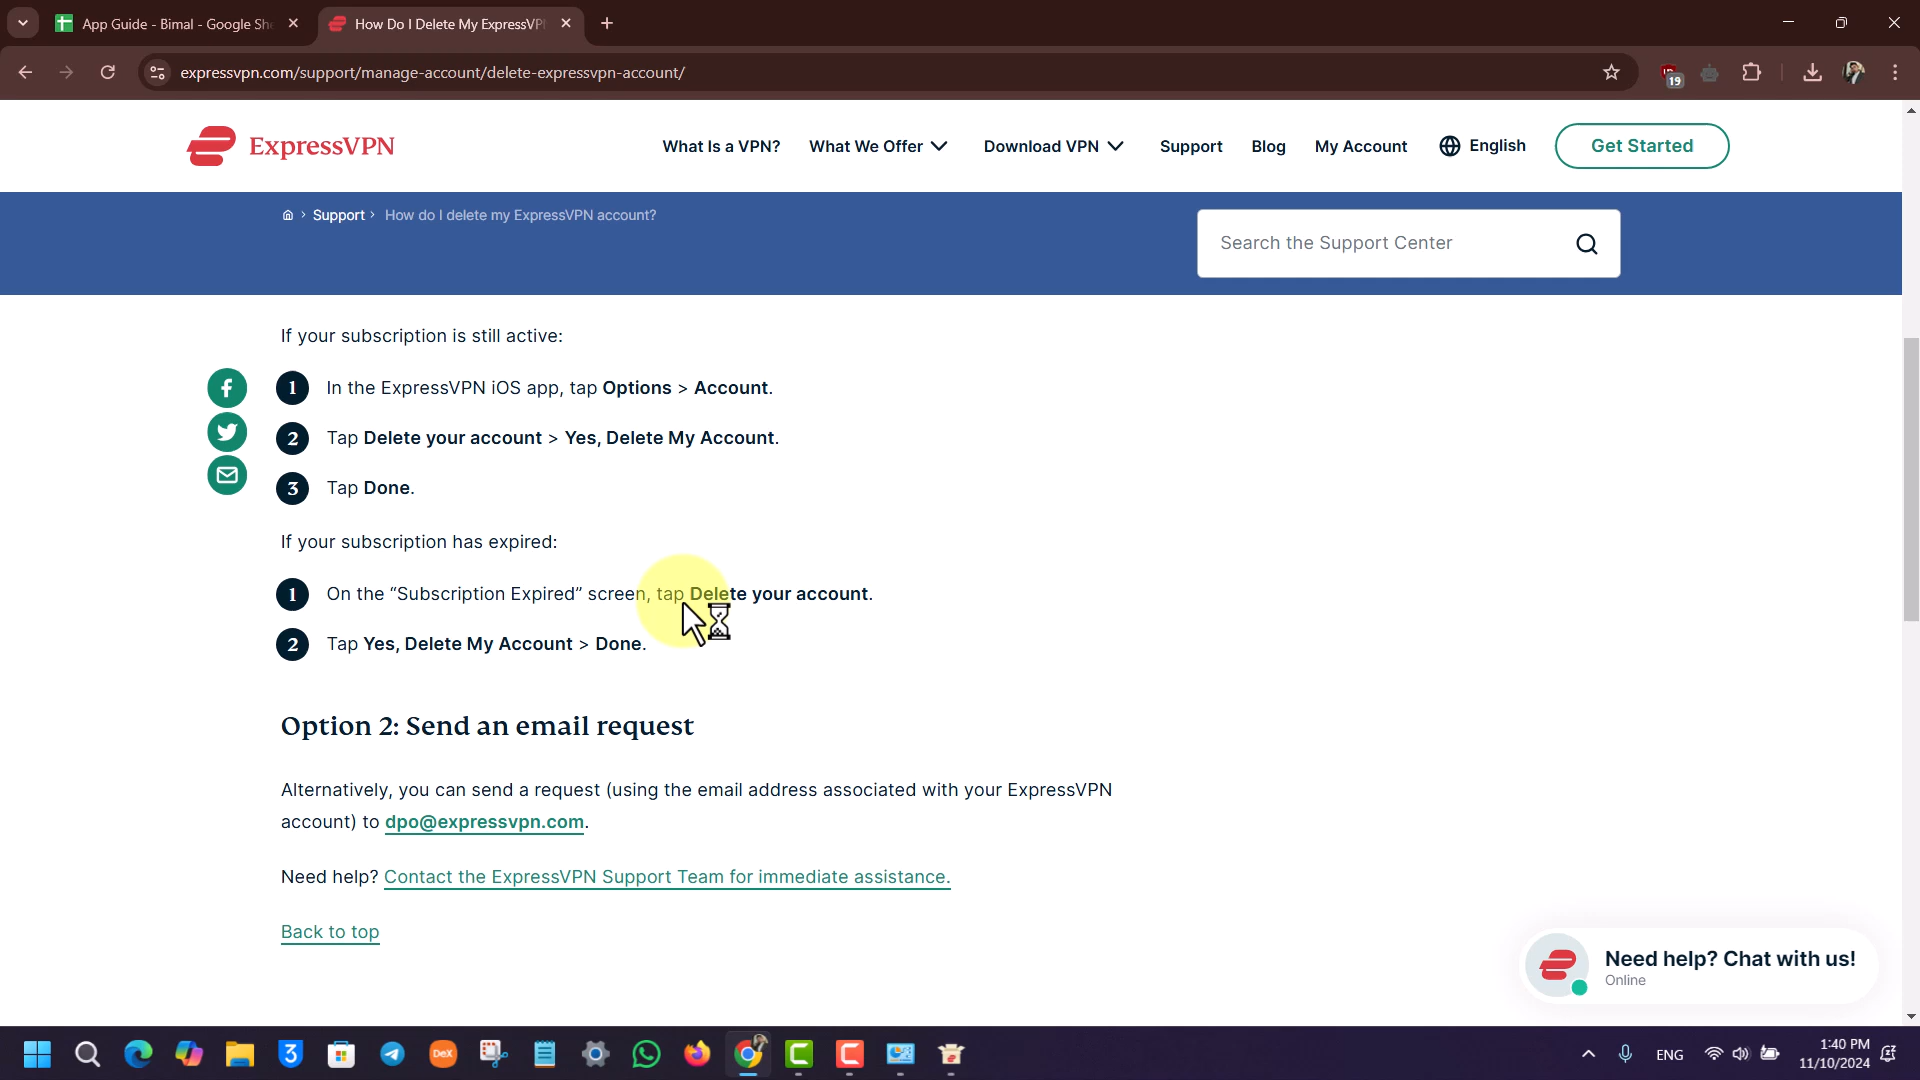 App Guide - Bimal - Google She
How Do I Delete My ExpressVP
expressvpn.com/support/manage-account/delete-expressvpn-account/
19
ExpressVPN
What Is a VPN?
What We Offer
Download VPN
Support
Blog
My Account
English
Get Started
› Support › How do I delete my ExpressVPN account?
Search the Support Center
If your subscription is still active:
1 In the ExpressVPN iOS app, tap Options > Account.
2 Tap Delete your account > Yes, Delete My Account.
3 Tap Done.
If your subscription has expired:
1 On the “Subscription Expired” screen, tap Delete your account.
2 Tap Yes, Delete My Account > Done.
Option 2: Send an email request
Alternatively, you can send a request (using the email address associated with your ExpressVPN
account) to dpo@expressvpn.com.
Need help? Contact the ExpressVPN Support Team for immediate assistance.
Back to top
Need help? Chat with us!
Online
3
DeX
ENG
1:40 PM
11/10/2024